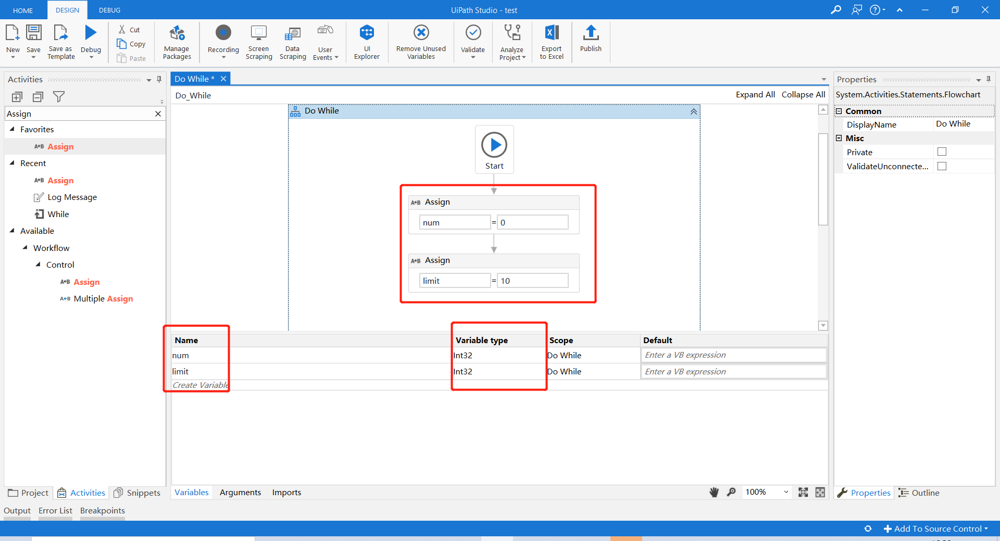 HOME DESIGN DEBUG UiPath Studio - test
New Save Save as Template Debug
Cut
Copy
Paste
Manage Packages
Recording
Screen Scraping
Data Scraping
User Events
UI Explorer
Remove Unused Variables
Validate
Analyze Project
Export to Excel
Publish
Activities
Assign
Favorites
Assign
Recent
Assign
Log Message
While
Available
Workflow
Control
Assign
Multiple Assign
Project Activities Snippets
Do While *
Do_While Expand All Collapse All
Do While
Start
A+B Assign
num = 0
A+B Assign
limit = 10
Name Variable type Scope Default
num Int32 Do While Enter a VB expression
limit Int32 Do While Enter a VB expression
Create Variable
Variables Arguments Imports 100%
Properties
System.Activities.Statements.Flowchart
Common
DisplayName Do While
Misc
Private
ValidateUnconnecte...
Properties Outline
Output Error List Breakpoints
Add To Source Control